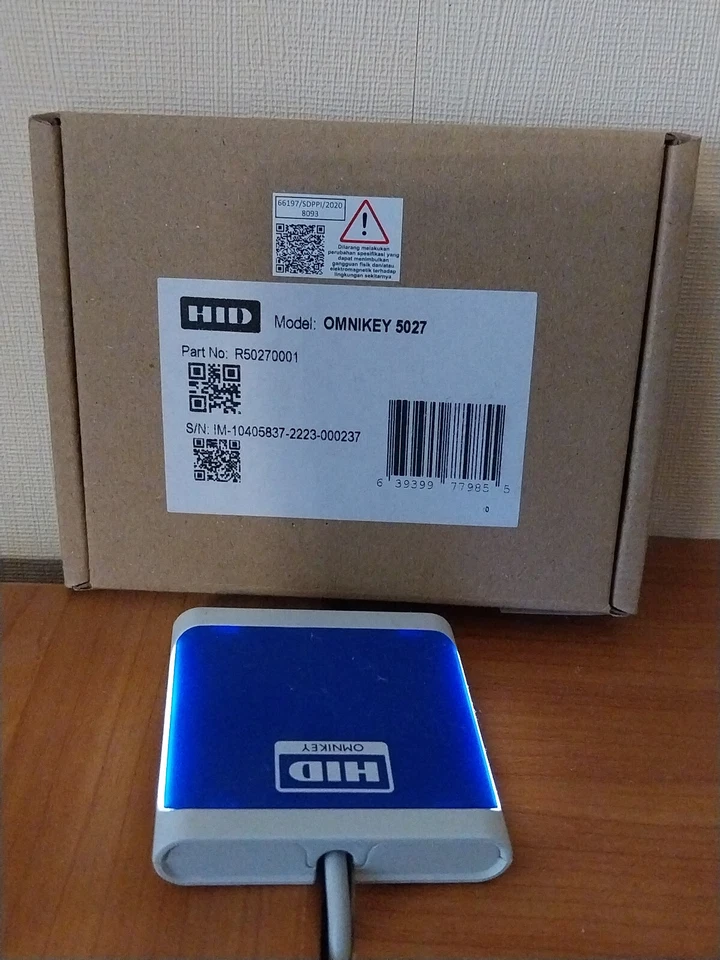 66197/SDPPI/2020
8093
Dilarang melakukan
perubahan spesifikasi yang
dapat menimbulkan
gangguan fisik dan/atau
elektromagnetik terhadap
lingkungan sekitarnya
HID
Model: OMNIKEY 5027
Part No: R50270001
S/N: IM-10405837-2223-000237
6 39399 77985 5
0
HID
OMNIKEY